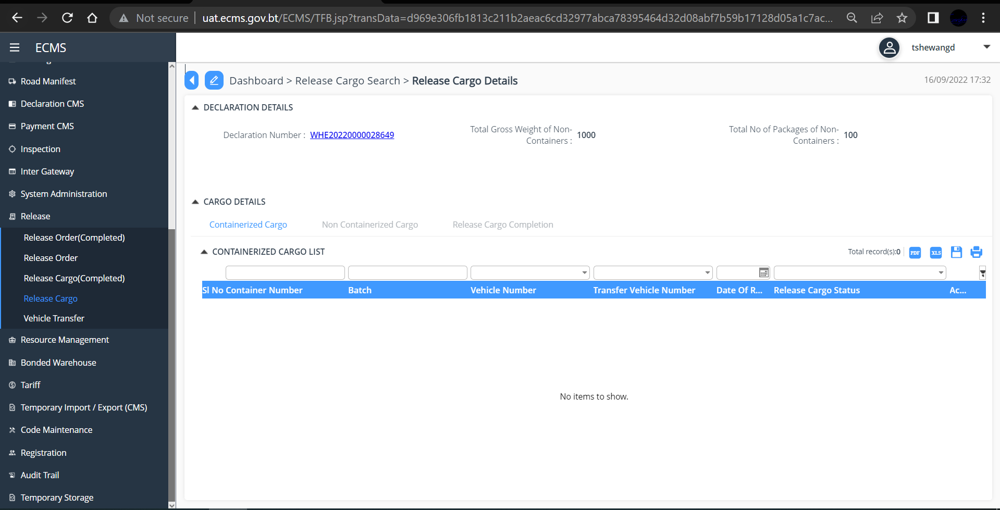 Not secure | uat.ecms.gov.bt/ECMS/TFB.jsp?transData=d969e306fb1813c211b2aeac6cd32977abca78395464d32d08abf7b59b17128d05a1c7ac...
ECMS
tshewangd
Road Manifest
Declaration CMS
Payment CMS
Inspection
Inter Gateway
System Administration
Release
Release Order(Completed)
Release Order
Release Cargo(Completed)
Release Cargo
Vehicle Transfer
Resource Management
Bonded Warehouse
Tariff
Temporary Import / Export (CMS)
Code Maintenance
Registration
Audit Trail
Temporary Storage
Dashboard > Release Cargo Search > Release Cargo Details
16/09/2022 17:32
DECLARATION DETAILS
Declaration Number : WHE20220000028649
Total Gross Weight of Non-
Containers : 1000
Total No of Packages of Non-
Containers : 100
CARGO DETAILS
Containerized Cargo Non Containerized Cargo Release Cargo Completion
CONTAINERIZED CARGO LIST
Total record(s):0 PDF XLS
Sl No Container Number Batch Vehicle Number Transfer Vehicle Number Date Of R... Release Cargo Status Ac...
No items to show.